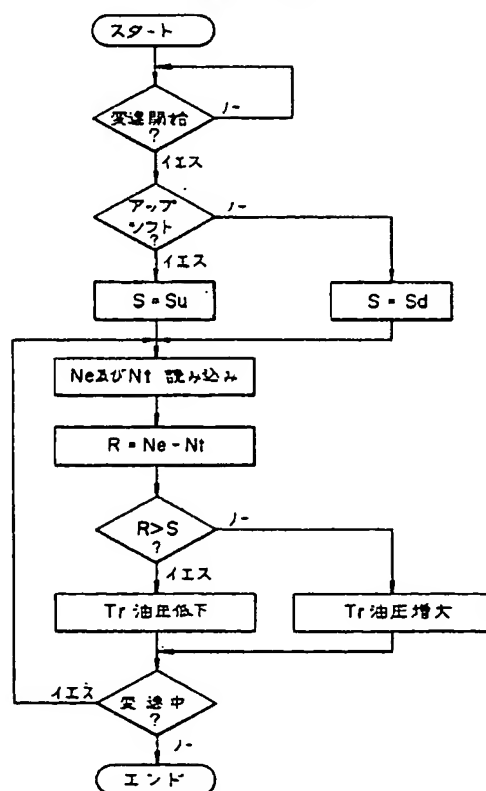 スタート
変速開始
?
ノー
イエス
アップ
シフト
?
ノー
イエス
S = Su
S = Sd
Ne及びNt 読み込み
R = Ne - Nt
R>S
?
ノー
イエス
Tr 油圧低下
Tr 油圧増大
変速中
?
イエス
ノー
エンド